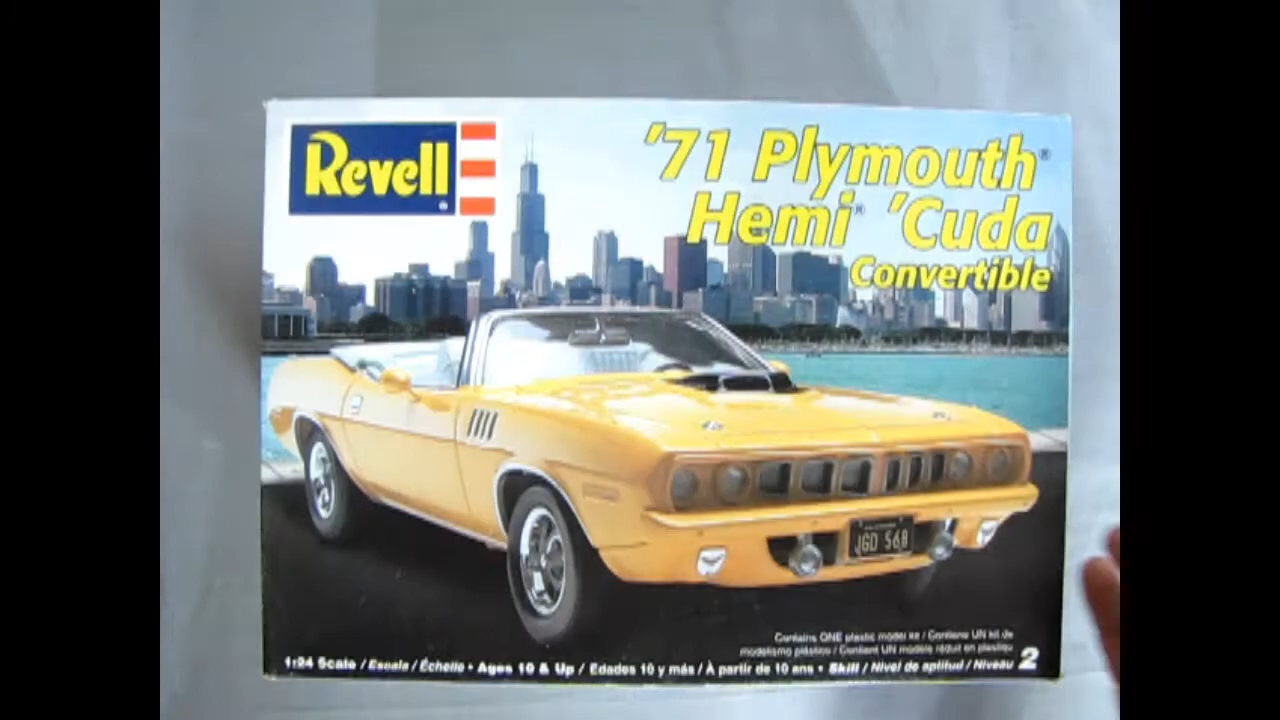 Revell
'71 Plymouth®
Hemi® 'Cuda
Convertible
JGD 568
Contains ONE plastic model kit / Contiene UN kit de
modelismo plástico / Contient UN modèle réduit en plastique
1:24 Scale / Escala / Échelle • Ages 10 & Up / Edades 10 y más / À partir de 10 ans • Skill / Nivel de aptitud / Niveau 2